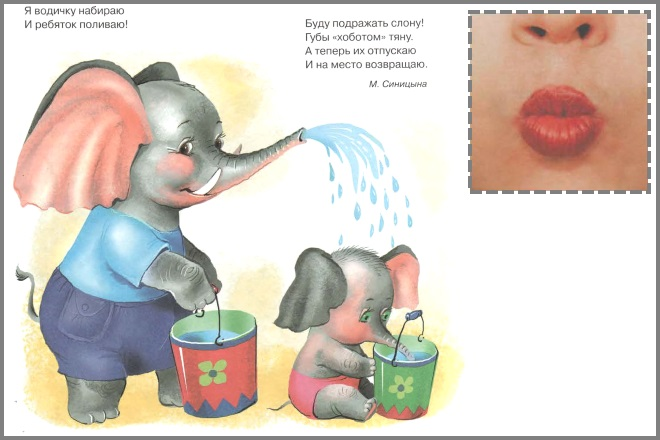 Я водичку набираю
И ребяток поливаю!
Буду подражать слону!
Губы «хоботом» тяну.
А теперь их отпускаю
И на место возвращаю.
М. Синицына